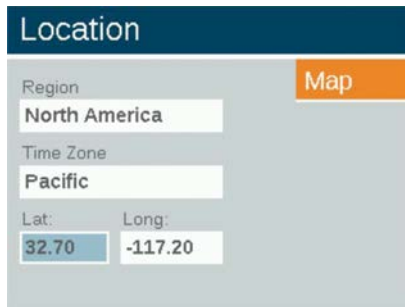 Location
Region
Map
North America
Time Zone
Pacific
Lat: Long:
32.70 -117.20